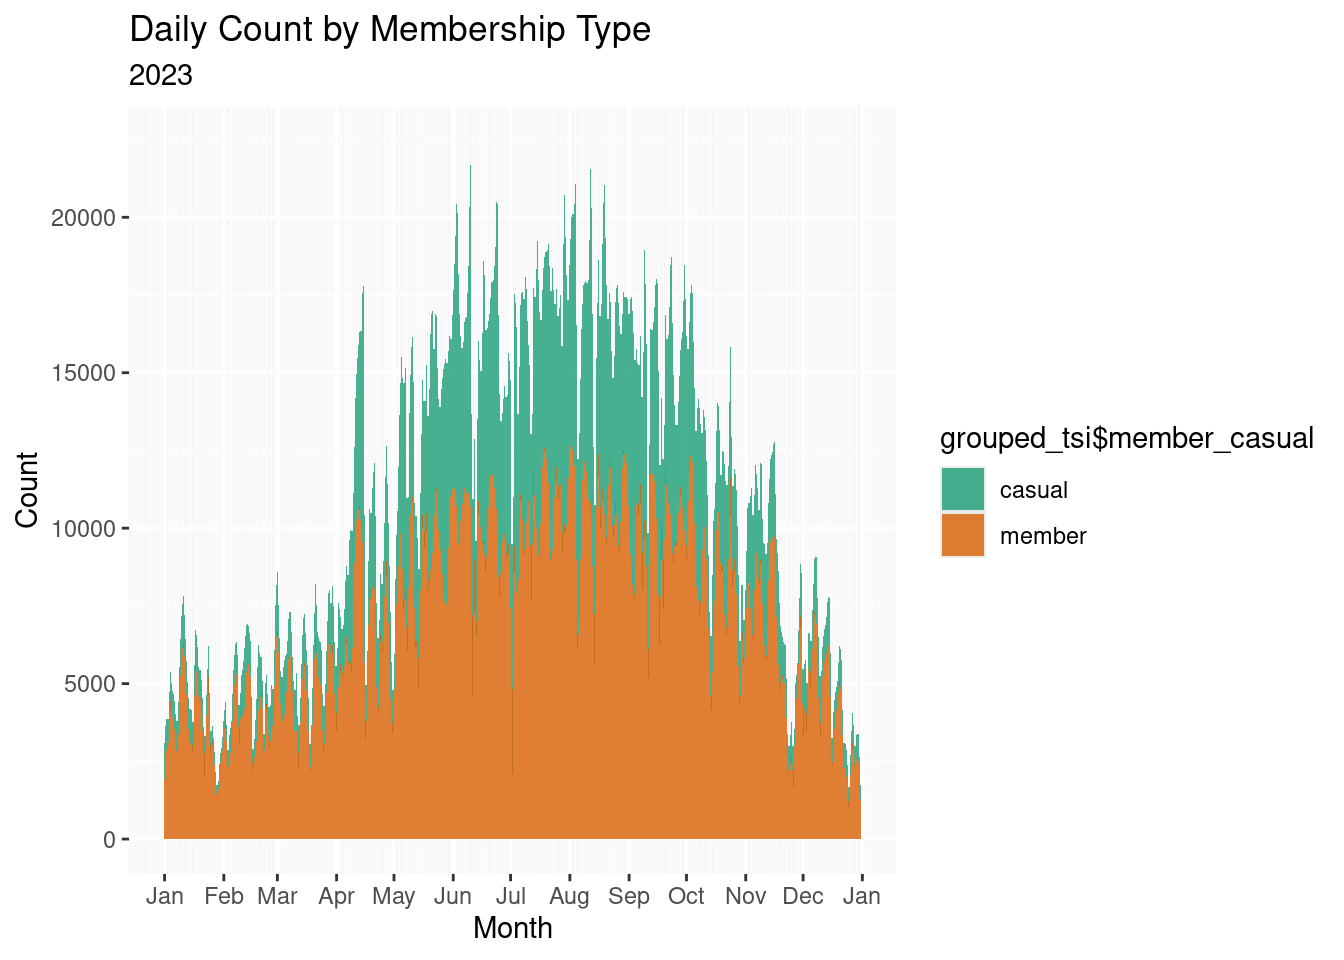 Daily Count by Membership Type
2023
Count
20000
15000
10000
5000
0
Jan Feb Mar Apr May Jun Jul Aug Sep Oct Nov Dec Jan
Month
grouped_tsi$member_casual
casual
member